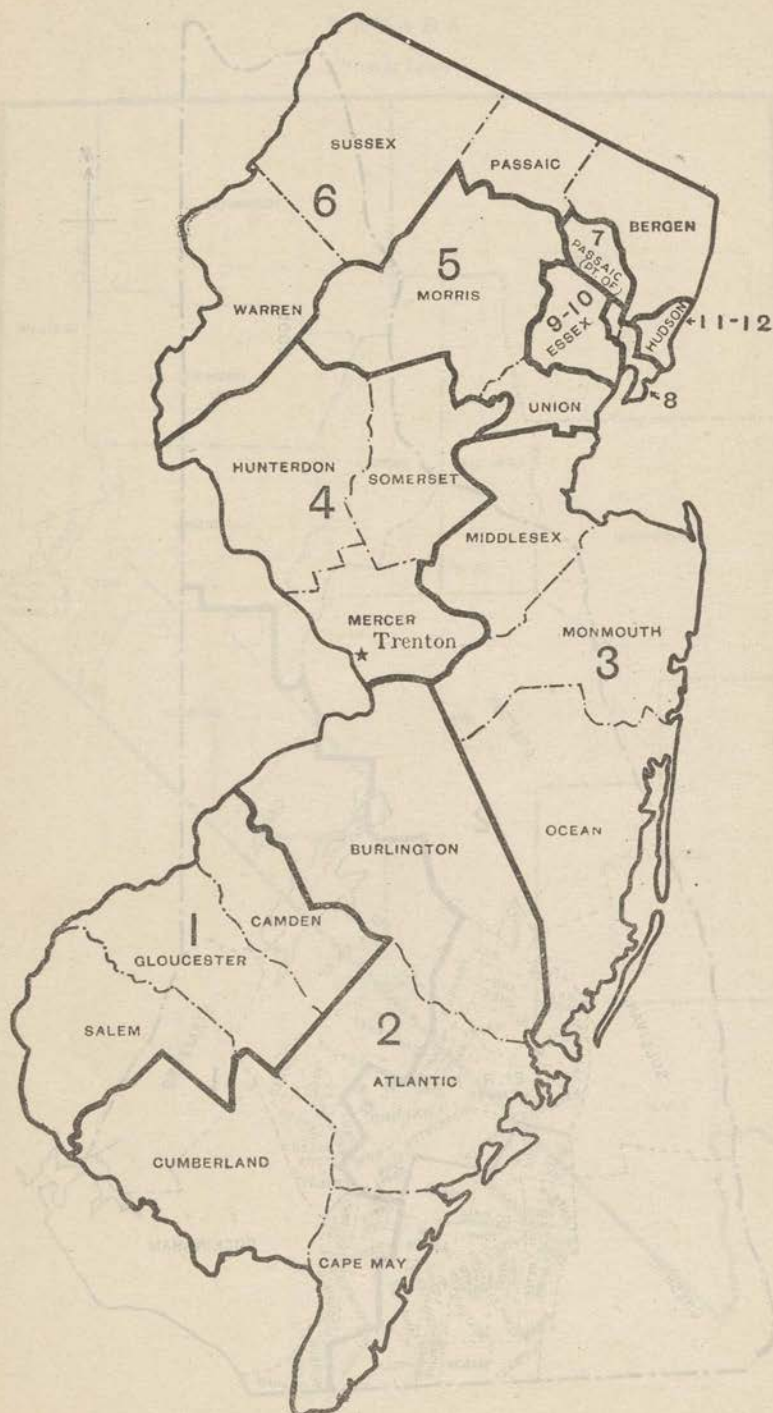 SUSSEX
PASSAIC
6
BERGEN
7
PASSAIC
(PT. OF)
5
MORRIS
WARREN
9-10
ESSEX
HUDSON
11-12
8
UNION
HUNTERDON
SOMERSET
4
MIDDLESEX
MERCER
Trenton
MONMOUTH
3
OCEAN
BURLINGTON
1
CAMDEN
GLOUCESTER
SALEM
2
ATLANTIC
CUMBERLAND
CAPE MAY